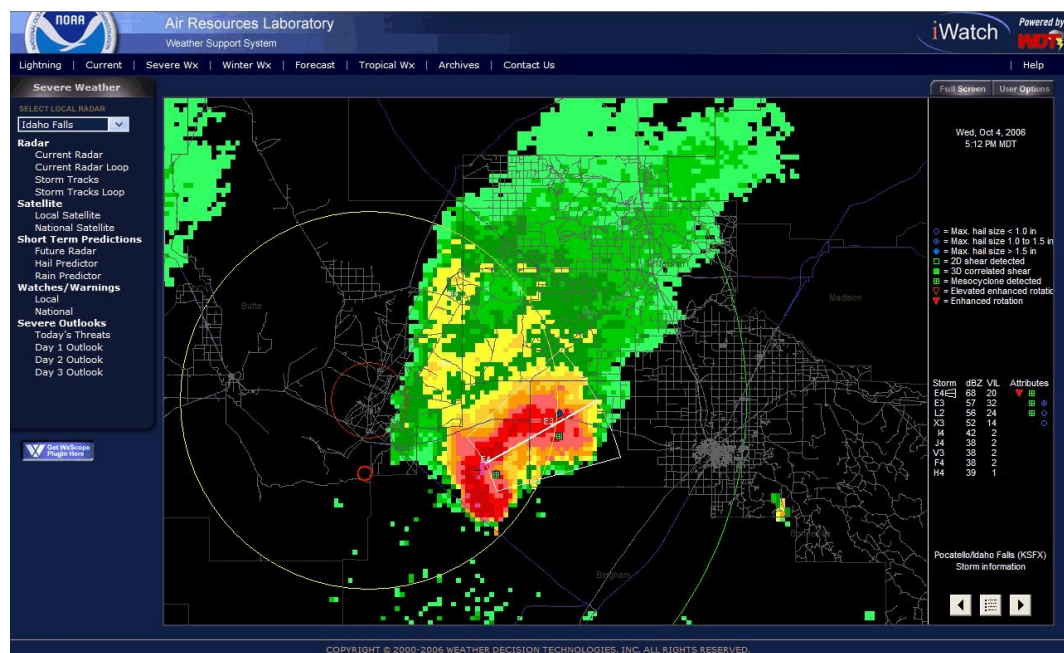 NOAA
Air Resources Laboratory
Weather Support System
iWatch
Powered by
WDT
Lightning | Current | Severe Wx | Winter Wx | Forecast | Tropical Wx | Archives | Contact Us | Help
Severe Weather
Full Screen
User Options
SELECT LOCAL RADAR
Idaho Falls
Radar
Current Radar
Current Radar Loop
Storm Tracks
Storm Tracks Loop
Satellite
Local Satellite
National Satellite
Short Term Predictions
Future Radar
Hail Predictor
Rain Predictor
Watches/Warnings
Local
National
Severe Outlooks
Today's Threats
Day 1 Outlook
Day 2 Outlook
Day 3 Outlook
Get WxScope
Plugin Here
Butte
Madison
E3
Bingham
Wed, Oct 4, 2006
5:12 PM MDT
= Max. hail size < 1.0 in
= Max. hail size 1.0 to 1.5 in
= Max. hail size > 1.5 in
= 2D shear detected
= 3D correlated shear
= Mesocyclone detected
= Elevated enhanced rotatio
= Enhanced rotation
Storm dBZ VIL Attributes
E4 68 20
E3 57 32
L2 56 24
X3 52 14
I4 42 2
J4 38 2
V3 38 2
F4 38 2
H4 39 1
Pocatello/Idaho Falls (KSFX)
Storm information
COPYRIGHT © 2000-2006 WEATHER DECISION TECHNOLOGIES, INC. ALL RIGHTS RESERVED.